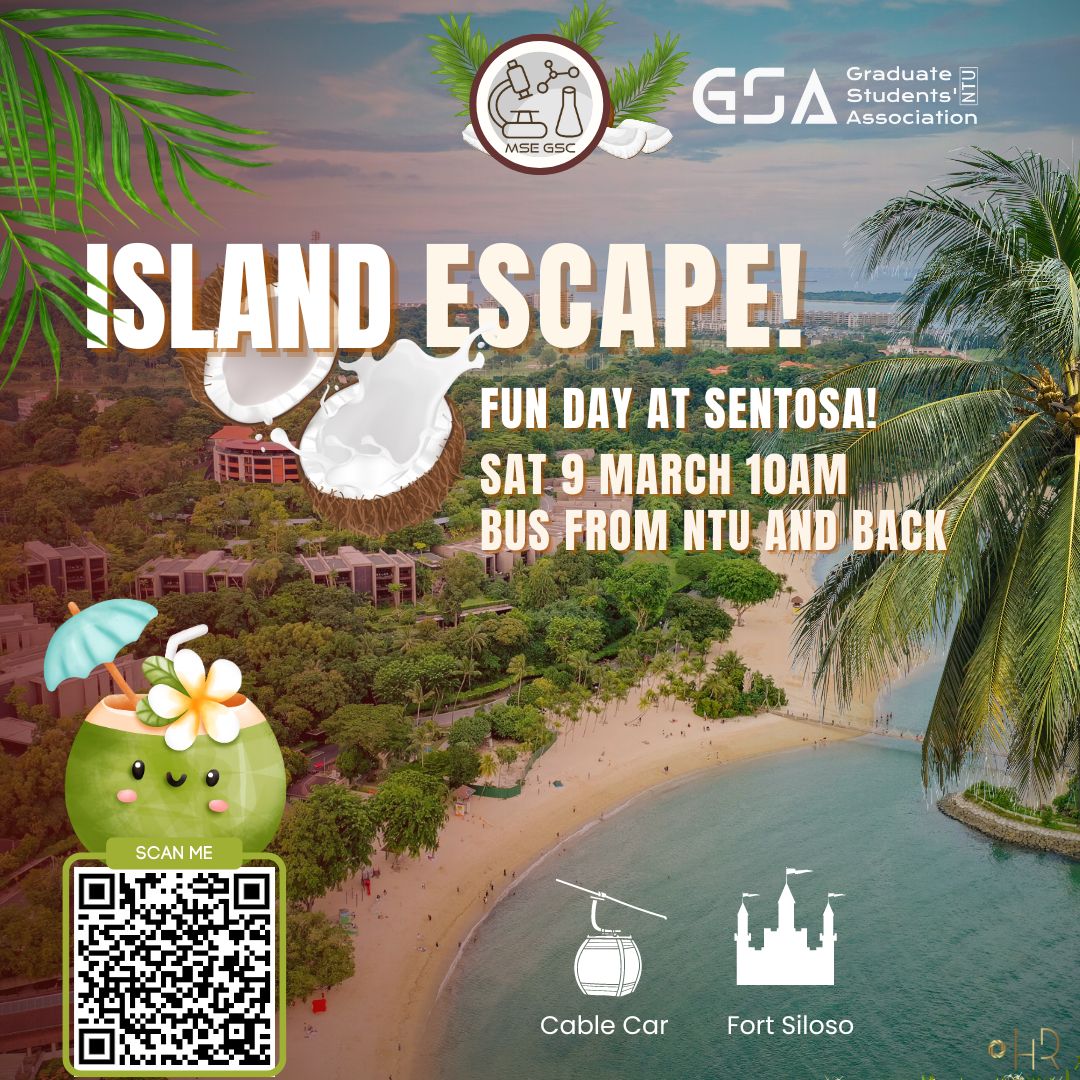 MSE GSC
GSA
Graduate
Students'
Association
NTU
ISLAND ESCAPE!
FUN DAY AT SENTOSA!
SAT 9 MARCH 10AM
BUS FROM NTU AND BACK
SCAN ME
Cable Car
Fort Siloso
HR